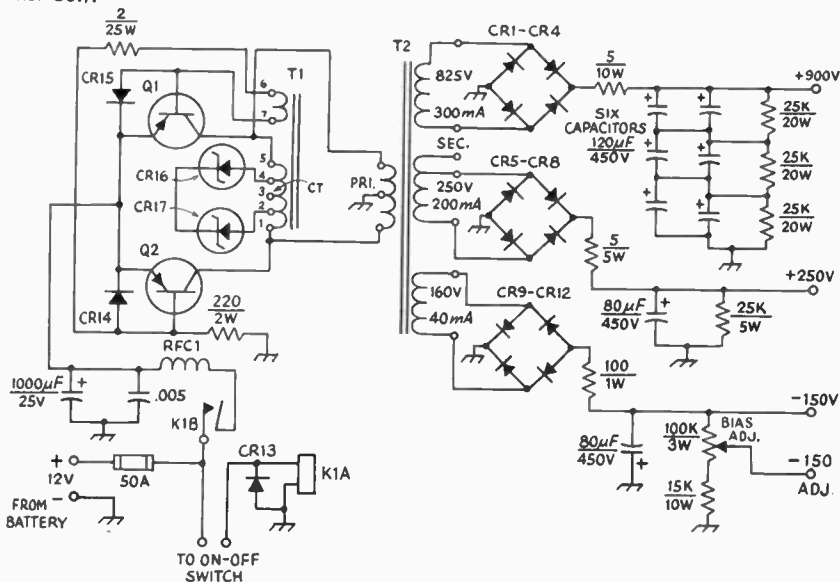 2
25W
CR15
Q1
6
T1
7
5
4
3
2
1
CT
CR16
CR17
Q2
CR14
220
2W
RFC1
1000µF
25V
+
.005
K1B
+
12V
-
50A
FROM
BATTERY
CR13
K1A
TO ON-OFF
SWITCH
T2
PRI.
825V
300mA
SEC.
250V
200mA
160V
40mA
CR1-CR4
5
10W
+900V
SIX
CAPACITORS
120µF
450V
+
+
+
+
+
+
25K
20W
25K
20W
25K
20W
CR5-CR8
5
5W
+250V
80µF
450V
+
25K
5W
CR9-CR12
100
1W
-150V
80µF
450V
+
100K
3W
BIAS
ADJ.
-150
ADJ.
15K
10W